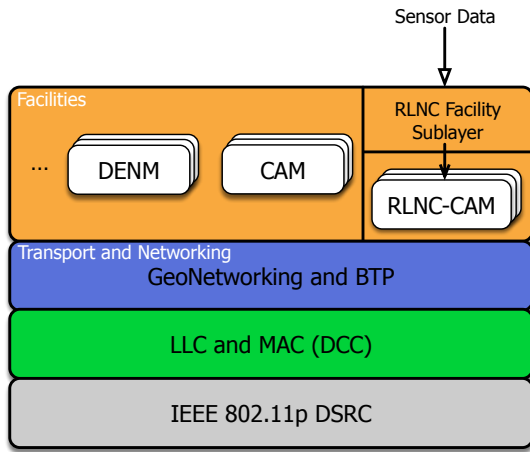 Sensor Data
Facilities
RLNC Facility
Sublayer
...
DENM
CAM
RLNC-CAM
Transport and Networking
GeoNetworking and BTP
LLC and MAC (DCC)
IEEE 802.11p DSRC